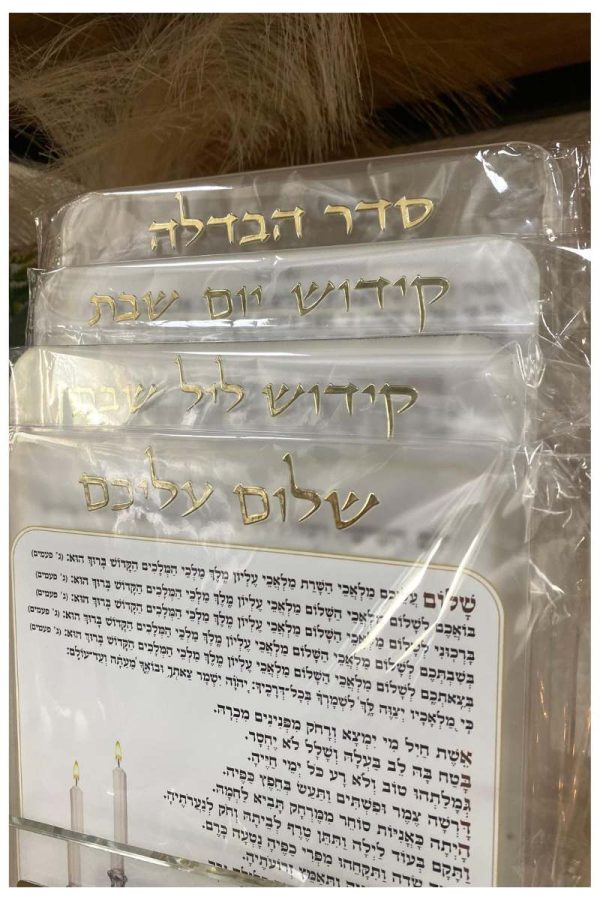 סדר הבדלה
קידוש יום שבת
קידוש ליל שבת
שלום עליכם
שָׁלוֹם עֲלֵיכֶם מַלְאֲכֵי הַשָּׁרֵת מַלְאֲכֵי עֶלְיוֹן מֶלֶךְ מַלְכֵי הַמְּלָכִים הַקָּדוֹשׁ בָּרוּךְ הוּא: (ג' פעמים)
בּוֹאֲכֶם לְשָׁלוֹם מַלְאֲכֵי הַשָּׁלוֹם מַלְאֲכֵי עֶלְיוֹן מֶלֶךְ מַלְכֵי הַמְּלָכִים הַקָּדוֹשׁ בָּרוּךְ הוּא: (ג' פעמים)
בָּרְכוּנִי לְשָׁלוֹם מַלְאֲכֵי הַשָּׁלוֹם מַלְאֲכֵי עֶלְיוֹן מֶלֶךְ מַלְכֵי הַמְּלָכִים הַקָּדוֹשׁ בָּרוּךְ הוּא: (ג' פעמים)
בְּשִׁבְתְּכֶם לְשָׁלוֹם מַלְאֲכֵי הַשָּׁלוֹם מַלְאֲכֵי עֶלְיוֹן מֶלֶךְ מַלְכֵי הַמְּלָכִים הַקָּדוֹשׁ בָּרוּךְ הוּא: (ג' פעמים)
בְּצֵאתְכֶם לְשָׁלוֹם מַלְאֲכֵי הַשָּׁלוֹם מַלְאֲכֵי עֶלְיוֹן מֶלֶךְ מַלְכֵי הַמְּלָכִים הַקָּדוֹשׁ בָּרוּךְ הוּא: (ג' פעמים)
כִּי מַלְאָכָיו יְצַוֶּה לָּךְ לִשְׁמָרְךָ בְּכָל־דְּרָכֶיךָ: יְהֹוָה יִשְׁמָר צֵאתְךָ וּבוֹאֶךָ מֵעַתָּה וְעַד־עוֹלָם:
אֵשֶׁת חַיִל מִי יִמְצָא וְרָחֹק מִפְּנִינִים מִכְרָהּ.
בָּטַח בָּהּ לֵב בַּעְלָהּ וְשָׁלָל לֹא יֶחְסָר.
גְּמָלַתְהוּ טוֹב וְלֹא רָע כֹּל יְמֵי חַיֶּיהָ.
דָּרְשָׁה צֶמֶר וּפִשְׁתִּים וַתַּעַשׂ בְּחֵפֶץ כַּפֶּיהָ.
הָיְתָה כָּאֳנִיּוֹת סוֹחֵר מִמֶּרְחָק תָּבִיא לַחְמָהּ.
וַתָּקָם בְּעוֹד לַיְלָה וַתִּתֵּן טֶרֶף לְבֵיתָהּ וְחֹק לְנַעֲרֹתֶיהָ.
שָׂדֶה וַתִּקָּחֵהוּ מִפְּרִי כַפֶּיהָ נָטְעָה כָּרֶם.